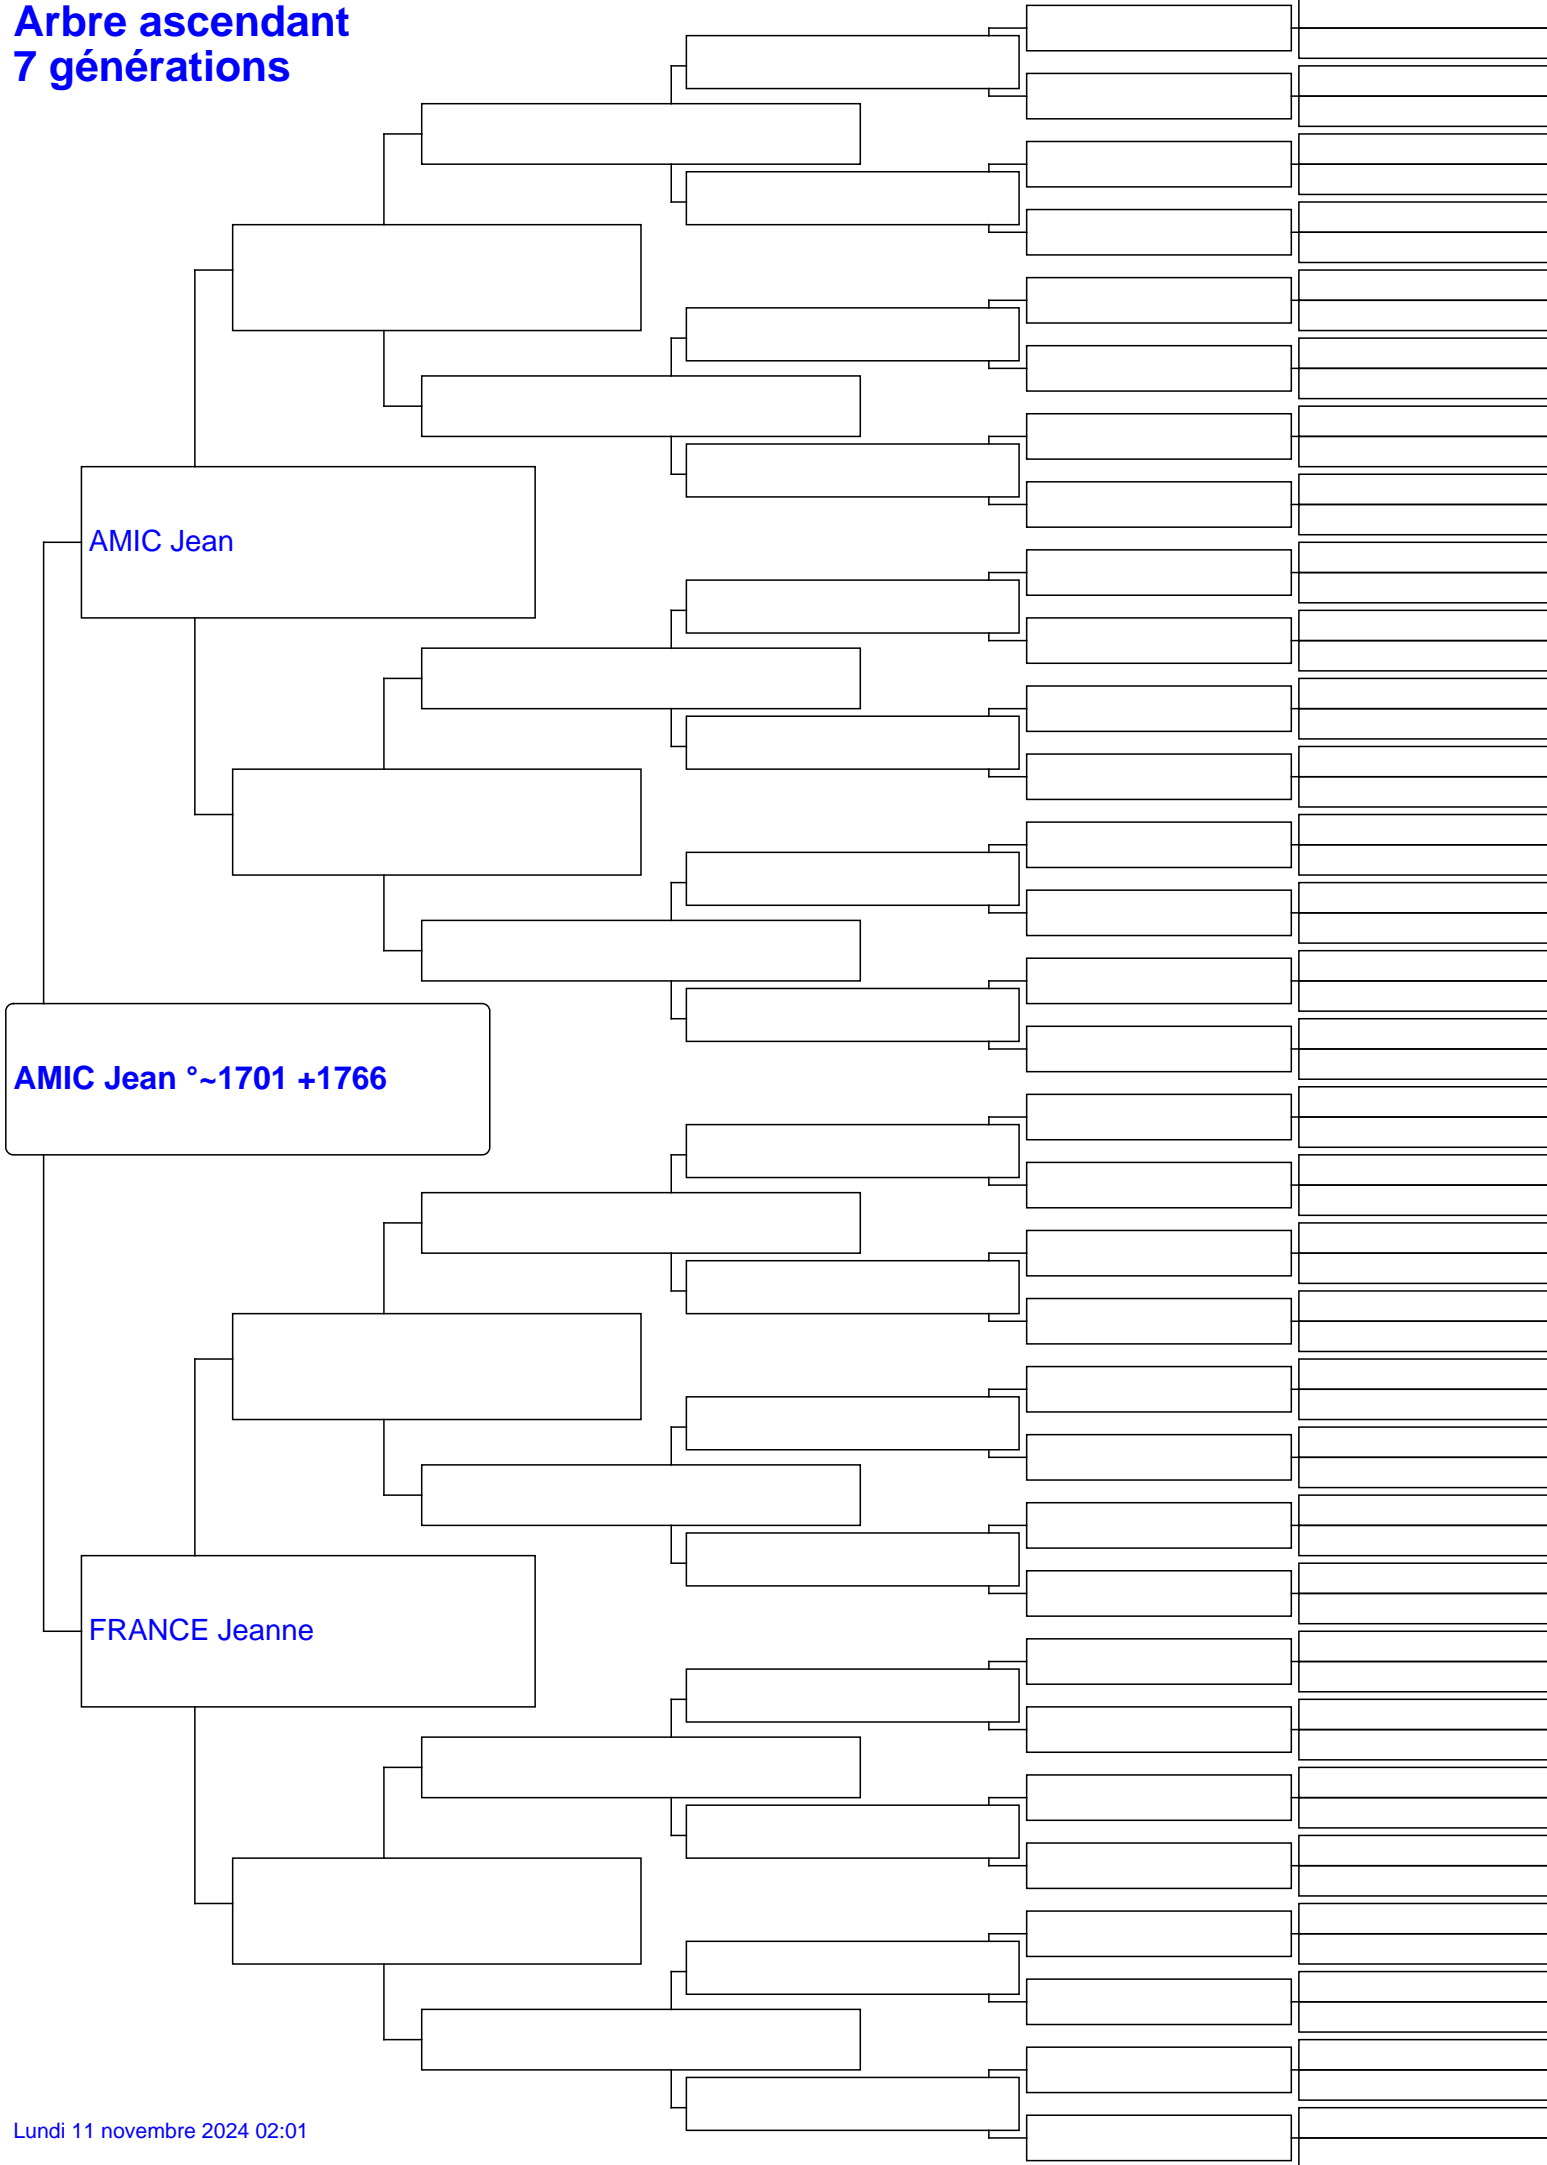 Arbre ascendant
7 générations
AMIC Jean
AMIC Jean °~1701 +1766
FRANCE Jeanne
Lundi 11 novembre 2024 02:01